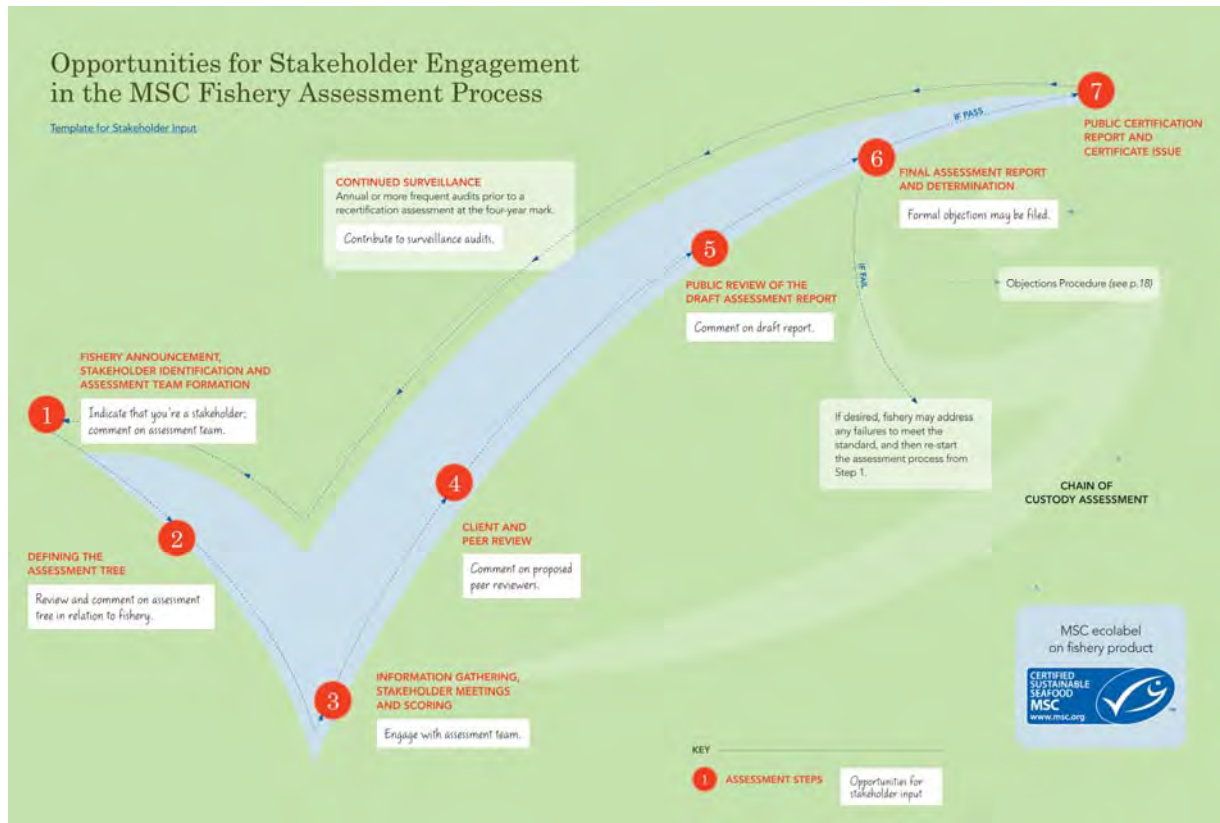 Opportunities for Stakeholder Engagement
in the MSC Fishery Assessment Process
Template for Stakeholder Input
7
PUBLIC CERTIFICATION
REPORT AND
CERTIFICATE ISSUE
IF PASS
6
FINAL ASSESSMENT REPORT
AND DETERMINATION
Formal objections may be filed.
CONTINUED SURVEILLANCE
Annual or more frequent audits prior to a
recertification assessment at the four-year mark.
Contribute to surveillance audits.
5
PUBLIC REVIEW OF THE
DRAFT ASSESSMENT REPORT
Comment on draft report.
IF FAIL
Objections Procedure (see p.18)
FISHERY ANNOUNCEMENT,
STAKEHOLDER IDENTIFICATION AND
ASSESSMENT TEAM FORMATION
1
Indicate that you're a stakeholder;
comment on assessment team.
If desired, fishery may address
any failures to meet the
standard, and then re-start
the assessment process from
Step 1.
4
CLIENT AND
PEER REVIEW
Comment on proposed
peer reviewers.
CHAIN OF
CUSTODY ASSESSMENT
2
DEFINING THE
ASSESSMENT TREE
Review and comment on assessment
tree in relation to fishery.
3
INFORMATION GATHERING,
STAKEHOLDER MEETINGS
AND SCORING
Engage with assessment team.
MSC ecolabel
on fishery product
CERTIFIED
SUSTAINABLE
SEAFOOD
MSC
www.msc.org
TM
KEY
1
ASSESSMENT STEPS
Opportunities for
stakeholder input